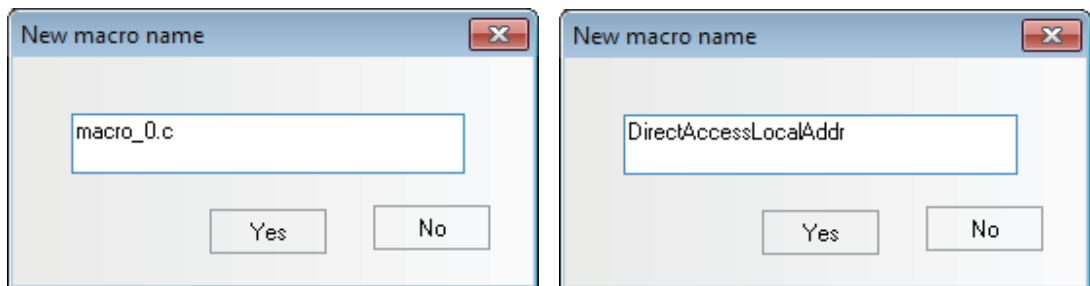 New macro name
macro_0.c
Yes
No
New macro name
DirectAccessLocalAddr
Yes
No